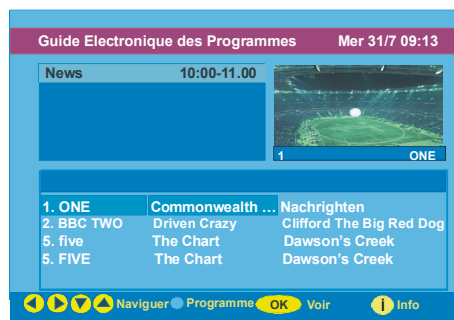 Guide Electronique des Programmes Mer 31/7 09:13
News 10:00-11.00
1 ONE
1. ONE Commonwealth ... Nachrighten
2. BBC TWO Driven Crazy Clifford The Big Red Dog
5. five The Chart Dawson's Creek
5. FIVE The Chart Dawson's Creek
Naviguer Programme OK Voir i Info